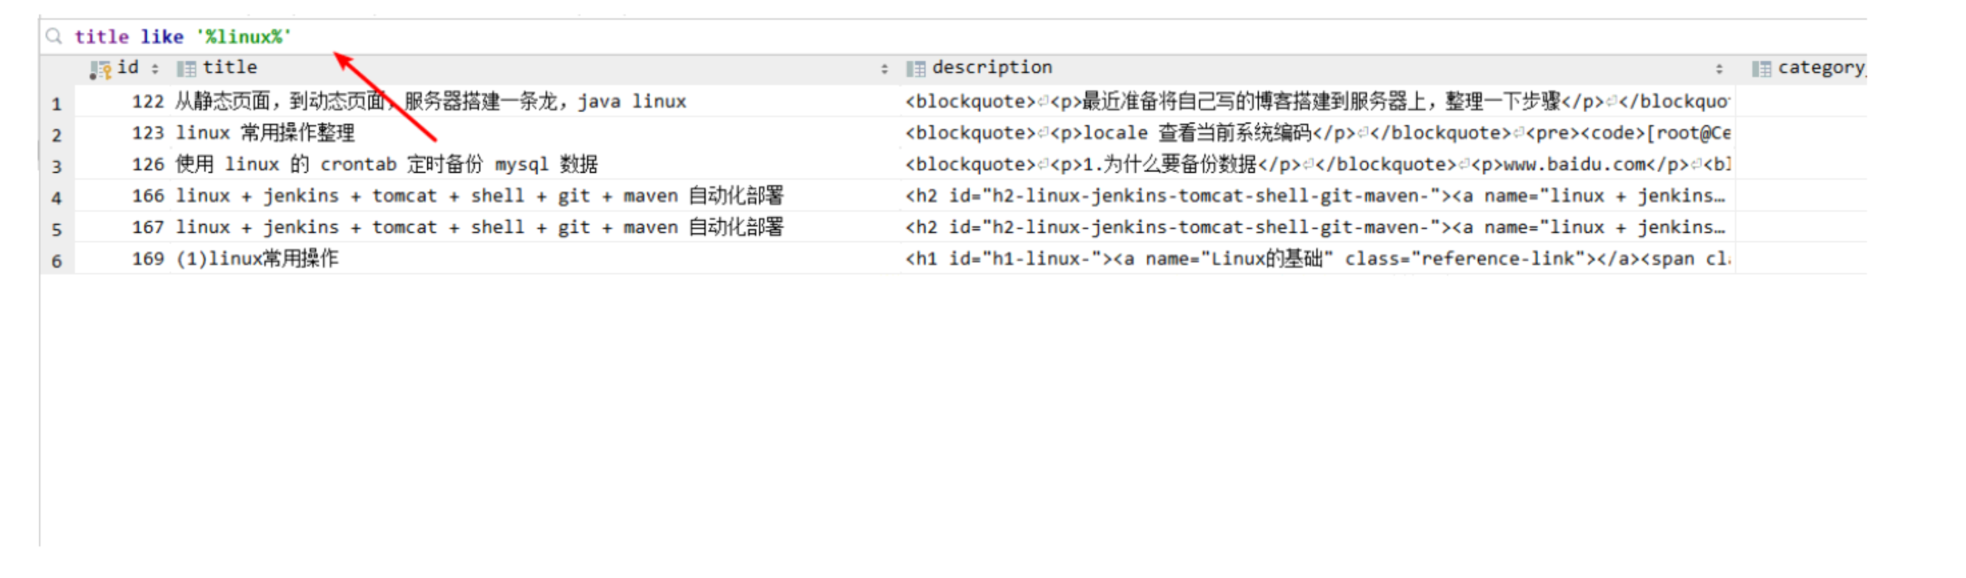 title like '%linux%'
id title description category_
1 122 从静态页面，到动态页面，服务器搭建一条龙，java linux <blockquote>⏎<p>最近准备将自己写的博客搭建到服务器上，整理一下步骤</p>⏎</blockquo
2 123 linux 常用操作整理 <blockquote>⏎<p>locale 查看当前系统编码</p>⏎</blockquote>⏎<pre><code>[root@Ce
3 126 使用 linux 的 crontab 定时备份 mysql 数据 <blockquote>⏎<p>1.为什么要备份数据</p>⏎</blockquote>⏎<p>www.baidu.com</p>⏎<bl
4 166 linux + jenkins + tomcat + shell + git + maven 自动化部署 <h2 id="h2-linux-jenkins-tomcat-shell-git-maven-"><a name="linux + jenkins…
5 167 linux + jenkins + tomcat + shell + git + maven 自动化部署 <h2 id="h2-linux-jenkins-tomcat-shell-git-maven-"><a name="linux + jenkins…
6 169 (1)linux常用操作 <h1 id="h1-linux-"><a name="Linux的基础" class="reference-link"></a><span cl